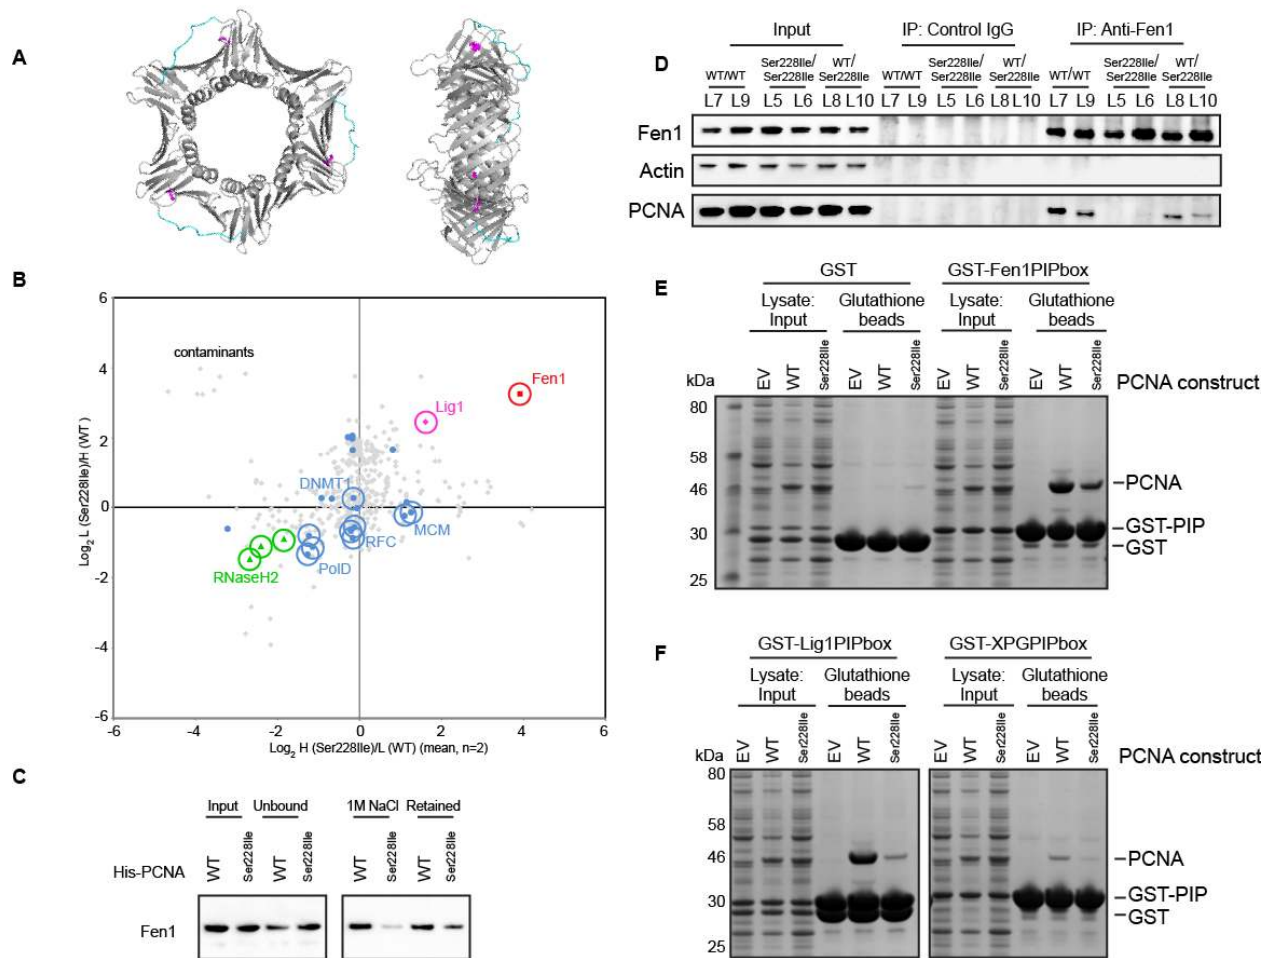 A
B
6
4
2
0
-2
-4
-6
contaminants
Fen1
Lig1
DNMT1
MCM
RFC
PolD
RNaseH2
-6
-4
-2
0
2
4
6
Log2 L (Ser228Ile)/H (WT )
Log2 H (Ser228Ile)/L (WT) (mean, n=2)
C
Input Unbound 1M NaCl Retained
His-PCNA WT Ser228Ile WT Ser228Ile WT Ser228Ile WT Ser228Ile
Fen1
D
Input IP: Control IgG IP: Anti-Fen1
WT/WT Ser228Ile/ Ser228Ile WT/ Ser228Ile WT/WT Ser228Ile/ Ser228Ile WT/ Ser228Ile WT/WT Ser228Ile/ Ser228Ile WT/ Ser228Ile
L7 L9 L5 L6 L8 L10 L7 L9 L5 L6 L8 L10 L7 L9 L5 L6 L8 L10
Fen1
Actin
PCNA
E
GST GST-Fen1PIPbox
Lysate: Glutathione Lysate: Glutathione
Input beads Input beads
kDa EV WT Ser228Ile EV WT Ser228Ile EV WT Ser228Ile EV WT Ser228Ile PCNA construct
80
58
46
30
25
PCNA
GST-PIP
GST
F
GST-Lig1PIPbox GST-XPGPIPbox
Lysate: Glutathione Lysate: Glutathione
Input beads Input beads
kDa EV WT Ser228Ile EV WT Ser228Ile EV WT Ser228Ile EV WT Ser228Ile PCNA construct
80
58
46
30
25
PCNA
GST-PIP
GST